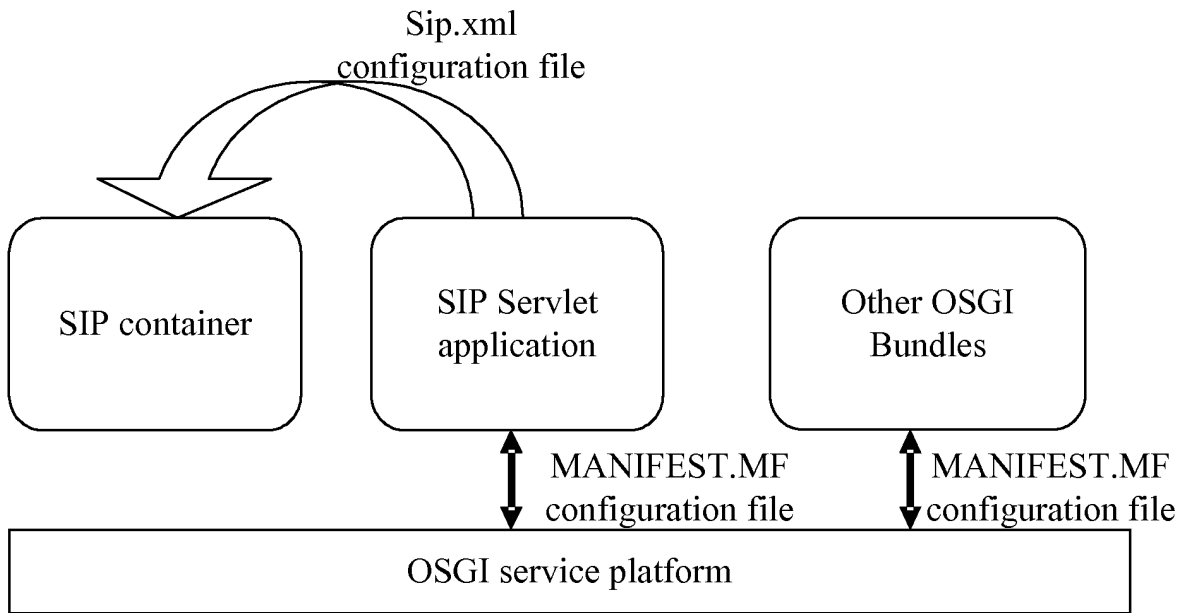 Sip.xml
configuration file
SIP container
SIP Servlet
application
Other OSGI
Bundles
MANIFEST.MF
configuration file
MANIFEST.MF
configuration file
OSGI service platform